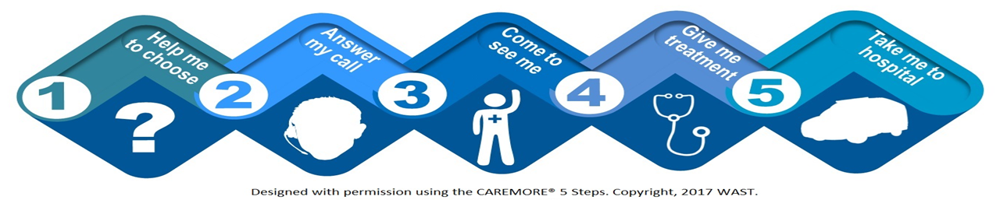 1
Help me
to choose
?
2
Answer
my call
3
Come to
see me
4
Give me
treatment
5
Take me to
hospital
Designed with permission using the CAREMORE® 5 Steps. Copyright, 2017 WAST.